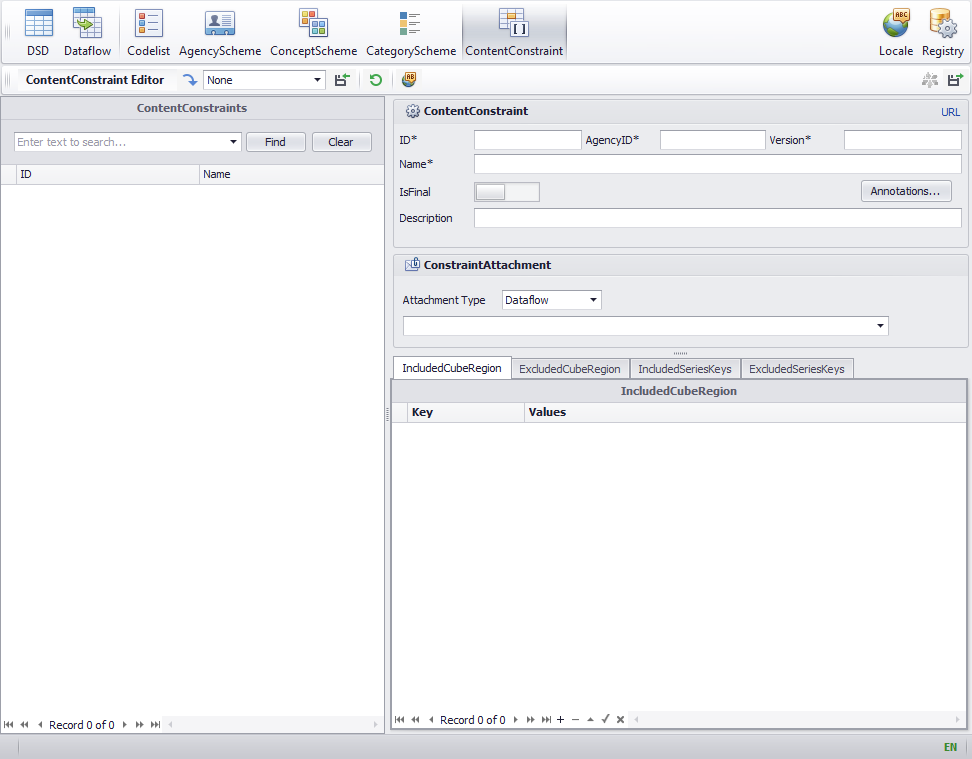 DSD Dataflow Codelist AgencyScheme ConceptScheme CategoryScheme ContentConstraint Locale Registry
ABC
[ ]
ContentConstraint Editor None
AB
ContentConstraints
Enter text to search... Find Clear
ID Name
Record 0 of 0
ContentConstraint URL
ID* AgencyID* Version*
Name*
IsFinal Annotations...
Description
ConstraintAttachment
Attachment Type Dataflow
IncludedCubeRegion ExcludedCubeRegion IncludedSeriesKeys ExcludedSeriesKeys
IncludedCubeRegion
Key Values
Record 0 of 0
EN